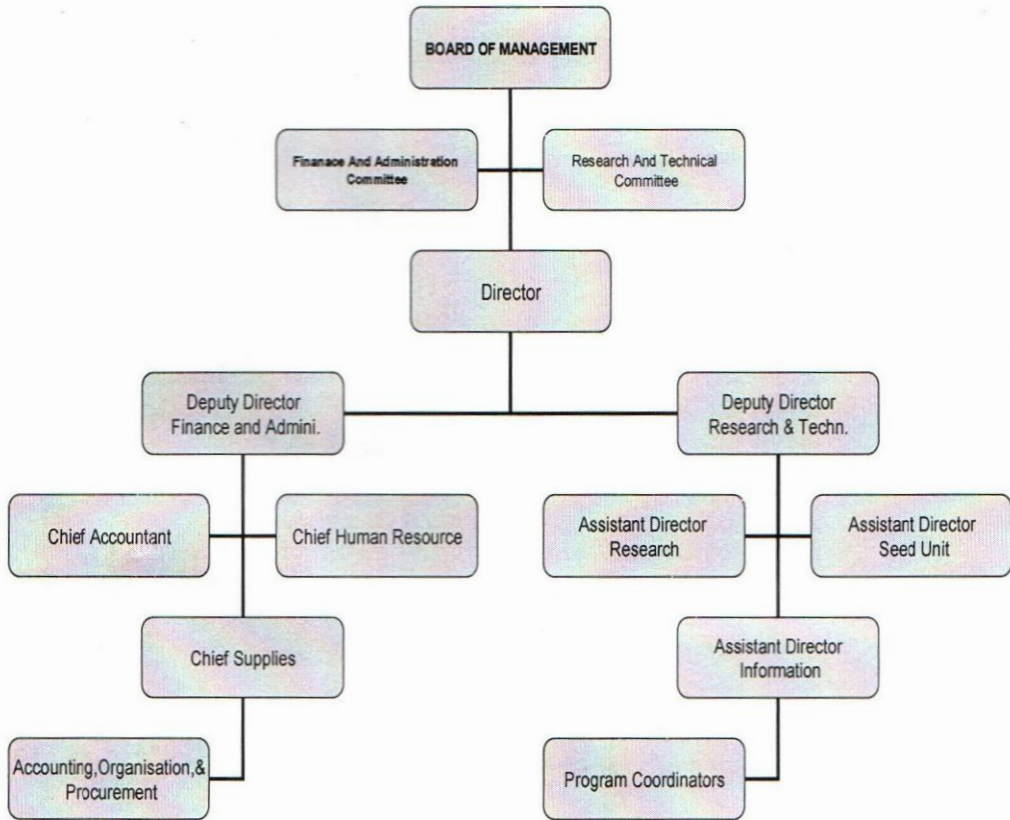 BOARD OF MANAGEMENT
Finanace And Administration
Committee
Research And Technical
Committee
Director
Deputy Director
Finance and Admini.
Deputy Director
Research & Techn.
Chief Accountant
Chief Human Resource
Assistant Director
Research
Assistant Director
Seed Unit
Chief Supplies
Assistant Director
Information
Accounting,Organisation,&
Procurement
Program Coordinators